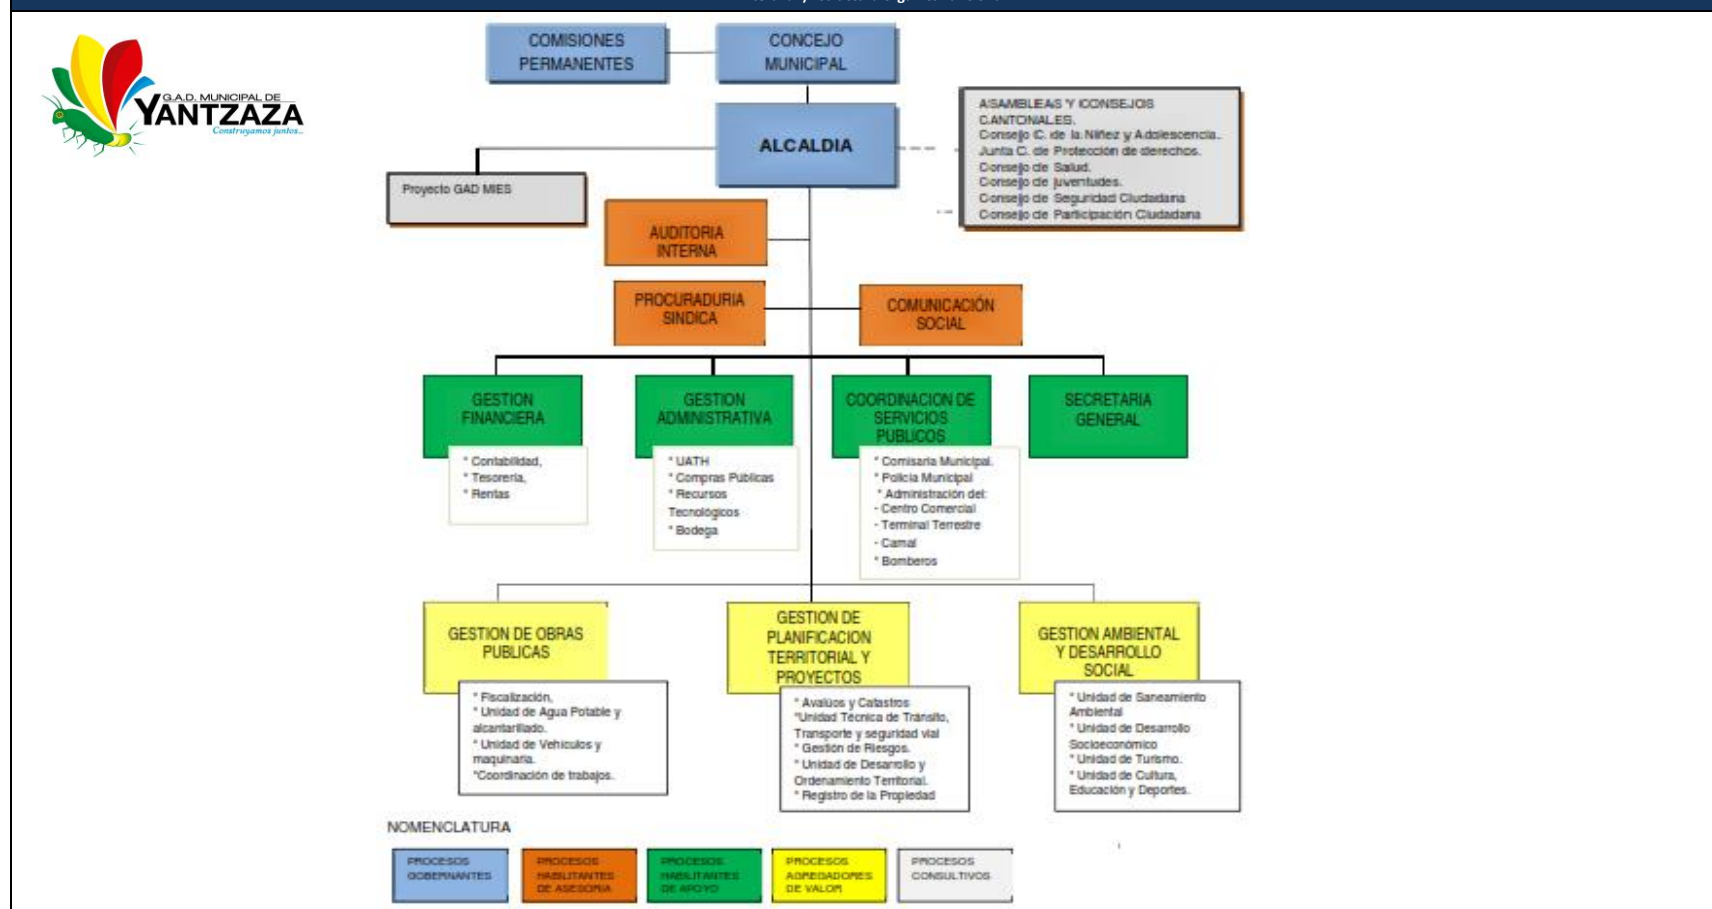 G.A.D. MUNICIPAL DE
YANTZAZA
Construyamos juntos...
COMISIONES
PERMANENTES
CONCEJO
MUNICIPAL
ALCALDIA
ASAMBLEAS Y CONSEJOS
CANTONALES.
Consejo C. de la Niñez y Adolescencia.
Junta C. de Protección de derechos.
Consejo de Salud.
Consejo de juventudes.
Consejo de Seguridad Ciudadana
Consejo de Participación Ciudadana
Proyecto GAD MIES
AUDITORIA
INTERNA
PROCURADURIA
SINDICA
COMUNICACIÓN
SOCIAL
GESTION
FINANCIERA
* Contabilidad,
* Tesorería,
* Rentas
GESTION
ADMINISTRATIVA
* UATH
* Compras Públicas
* Recursos
Tecnológicos
* Bodega
COORDINACION DE
SERVICIOS
PUBLICOS
* Comisaria Municipal.
* Policía Municipal
* Administración del:
- Centro Comercial
- Terminal Terrestre
- Camal
* Bomberos
SECRETARIA
GENERAL
GESTION DE OBRAS
PUBLICAS
* Fiscalización,
* Unidad de Agua Potable y
alcantarillado.
* Unidad de Vehículos y
maquinaria.
*Coordinación de trabajos.
GESTION DE
PLANIFICACION
TERRITORIAL Y
PROYECTOS
* Avalúos y Catastros
*Unidad Técnica de Tránsito,
Transporte y seguridad vial
* Gestión de Riesgos.
* Unidad de Desarrollo y
Ordenamiento Territorial.
* Registro de la Propiedad
GESTION AMBIENTAL
Y DESARROLLO
SOCIAL
* Unidad de Saneamiento
Ambiental
* Unidad de Desarrollo
Socioeconómico
* Unidad de Turismo.
* Unidad de Cultura,
Educación y Deportes.
NOMENCLATURA
PROCESOS
GOBERNANTES
PROCESOS
HABILITANTES
DE ASESORIA
PROCESOS
HABILITANTES
DE APOYO
PROCESOS
AGREGADORES
DE VALOR
PROCESOS
CONSULTIVOS